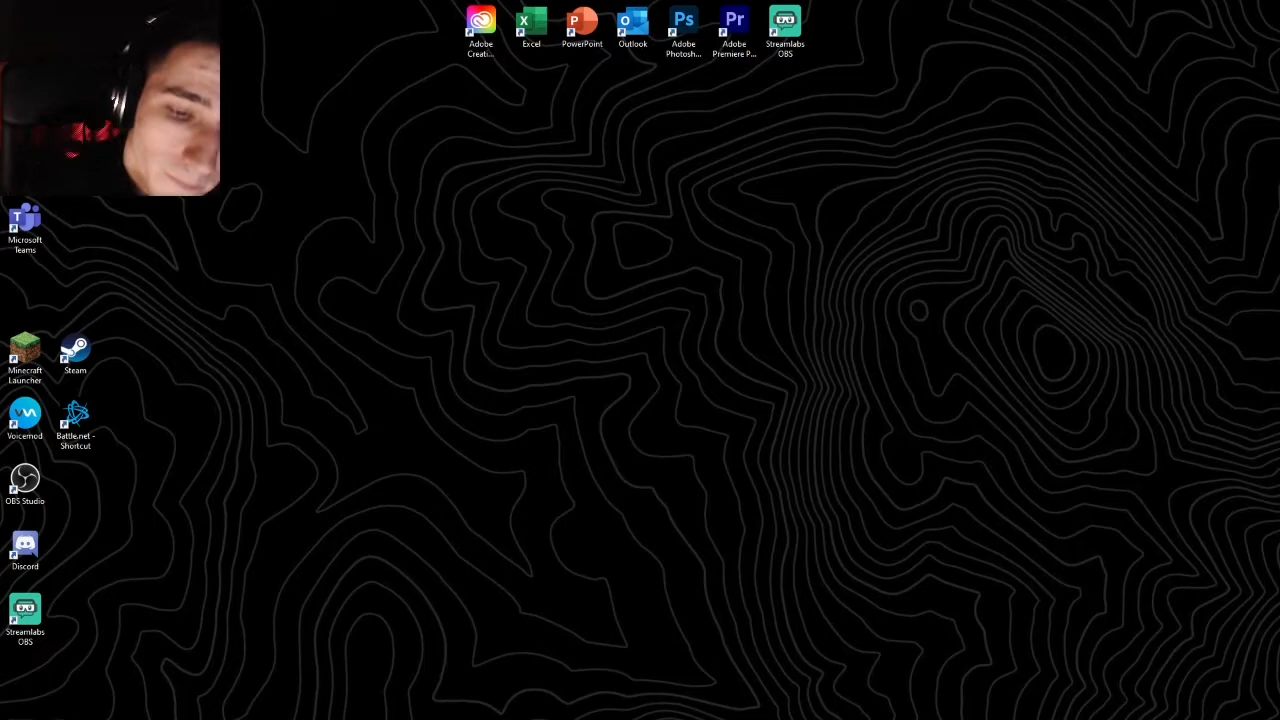 Adobe
Creati...
Excel
PowerPoint
Outlook
Adobe
Photosh...
Adobe
Premiere P...
Streamlabs
OBS
Microsoft
Teams
Minecraft
Launcher
Steam
Voicemod
Battle.net -
Shortcut
OBS Studio
Discord
Streamlabs
OBS